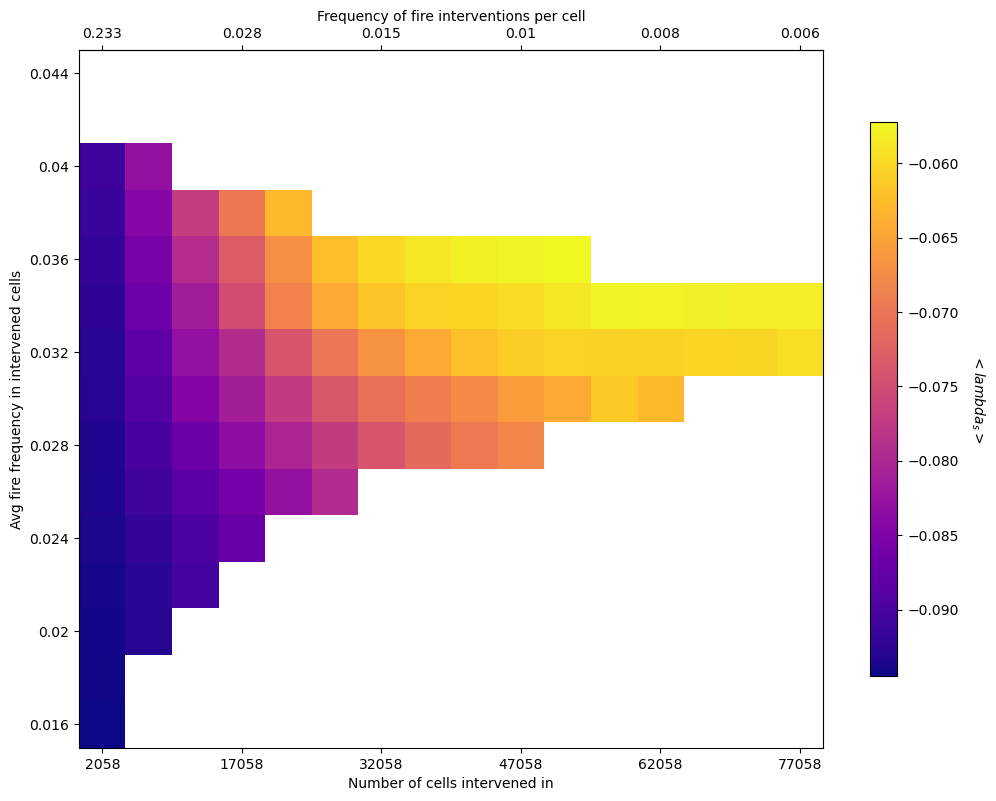 Frequency of fire interventions per cell
0.233 0.028 0.015 0.01 0.008 0.006
Avg fire frequency in intervened cells
0.044
0.04
0.036
0.032
0.028
0.024
0.02
0.016
2058 17058 32058 47058 62058 77058
Number of cells intervened in
−0.060
−0.065
−0.070
−0.075
−0.080
−0.085
−0.090
< lambda_s >